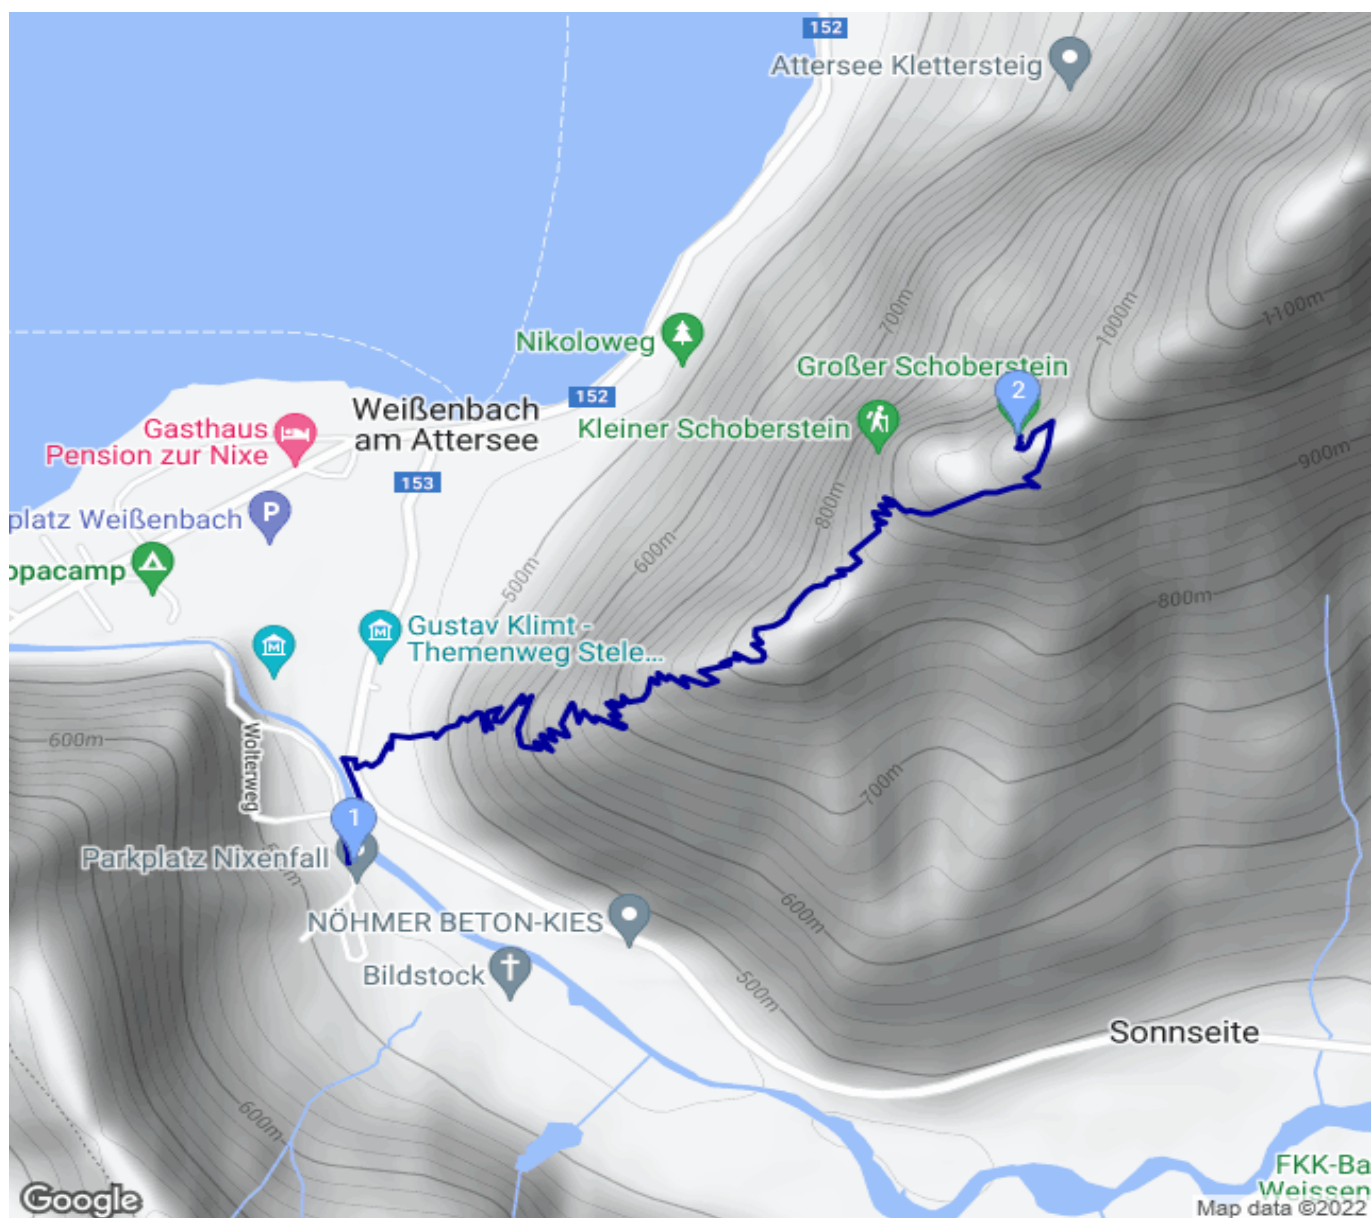 152
Attersee Klettersteig
700m
1000m
1100m
Nikoloweg
Großer Schoberstein
2
152
Weißenbach
am Attersee
Gasthaus
Pension zur Nixe
Kleiner Schoberstein
900m
153
800m
platz Weißenbach
P
500m
600m
opacamp
800m
Gustav Klimt -
Themenweg Stele...
600m
Wolterweg
700m
1
Parkplatz Nixenfall
600m
NÖHMER BETON-KIES
Bildstock
500m
Sonnseite
600m
FKK-Ba
Weissen
Google
Map data ©2022